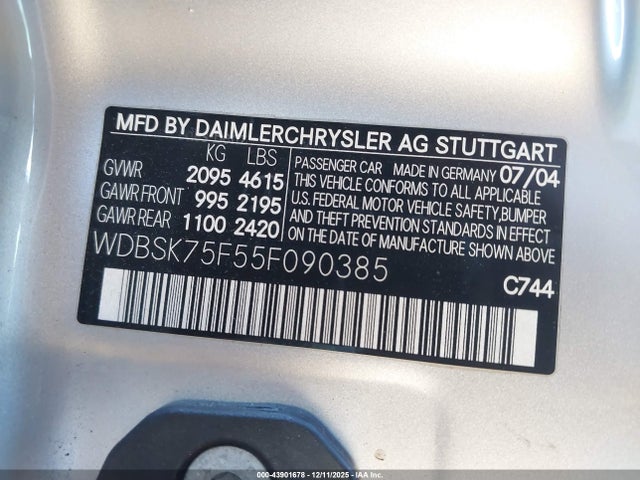 MFD BY DAIMLERCHRYSLER AG STUTTGART
KG LBS
GVWR 2095 4615
GAWR FRONT 995 2195
GAWR REAR 1100 2420
PASSENGER CAR MADE IN GERMANY 07/04
THIS VEHICLE CONFORMS TO ALL APPLICABLE
U.S. FEDERAL MOTOR VEHICLE SAFETY,BUMPER
AND THEFT PREVENTION STANDARDS IN EFFECT
ON THE DATE OF MANUFACTURE SHOWN ABOVE
WDBSK75F55F090385
C744
000-43901678 • 12/11/2025 • IAA Inc.